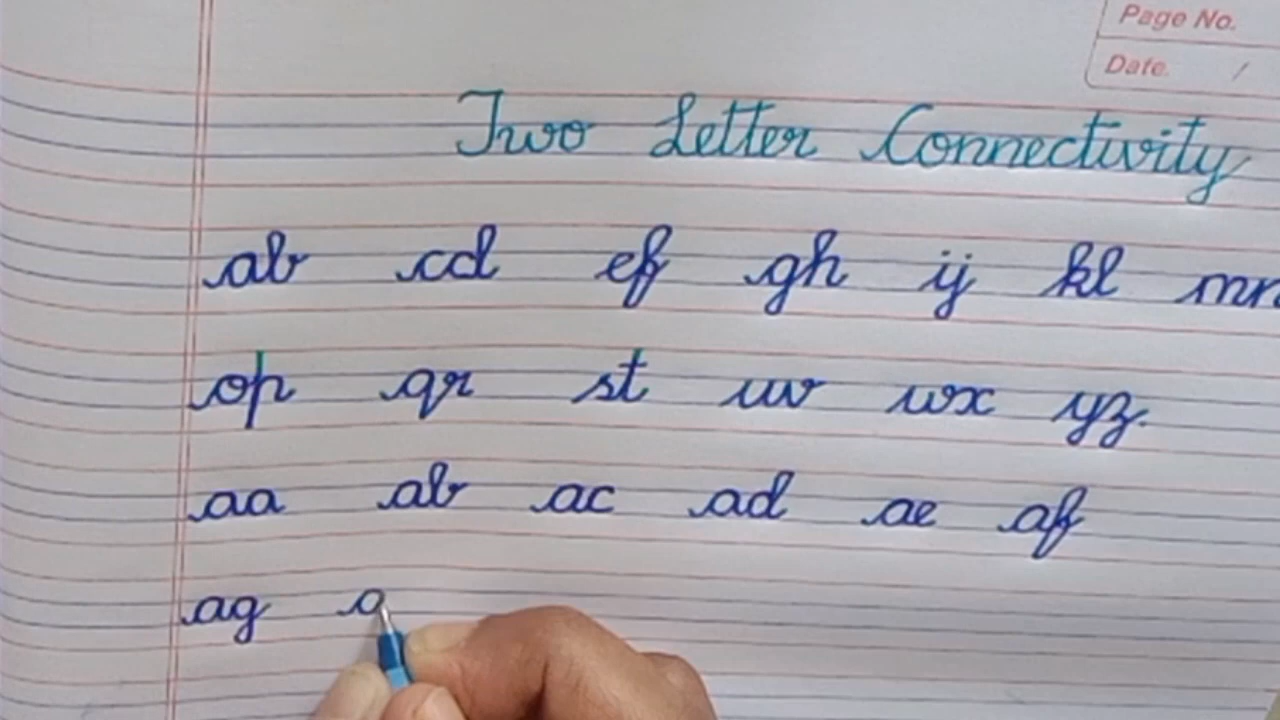 Page No.
Date. /
Two Letter Connectivity
ab cd ef gh ij kl mn
op qr st uv wx yz.
aa ab ac ad ae af
ag a